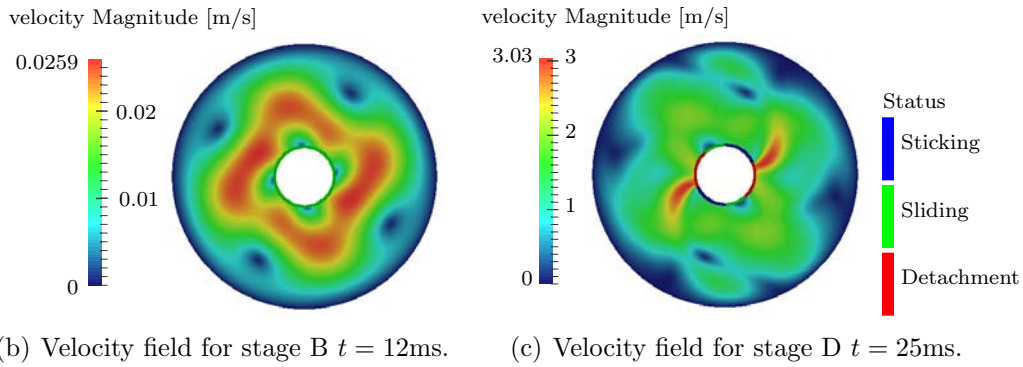 velocity Magnitude [m/s]
0.0259
0.02
0.01
0
velocity Magnitude [m/s]
3.03
3
2
1
0
Status
Sticking
Sliding
Detachment
b) Velocity field for stage B t = 12ms.
(c) Velocity field for stage D t = 25ms.